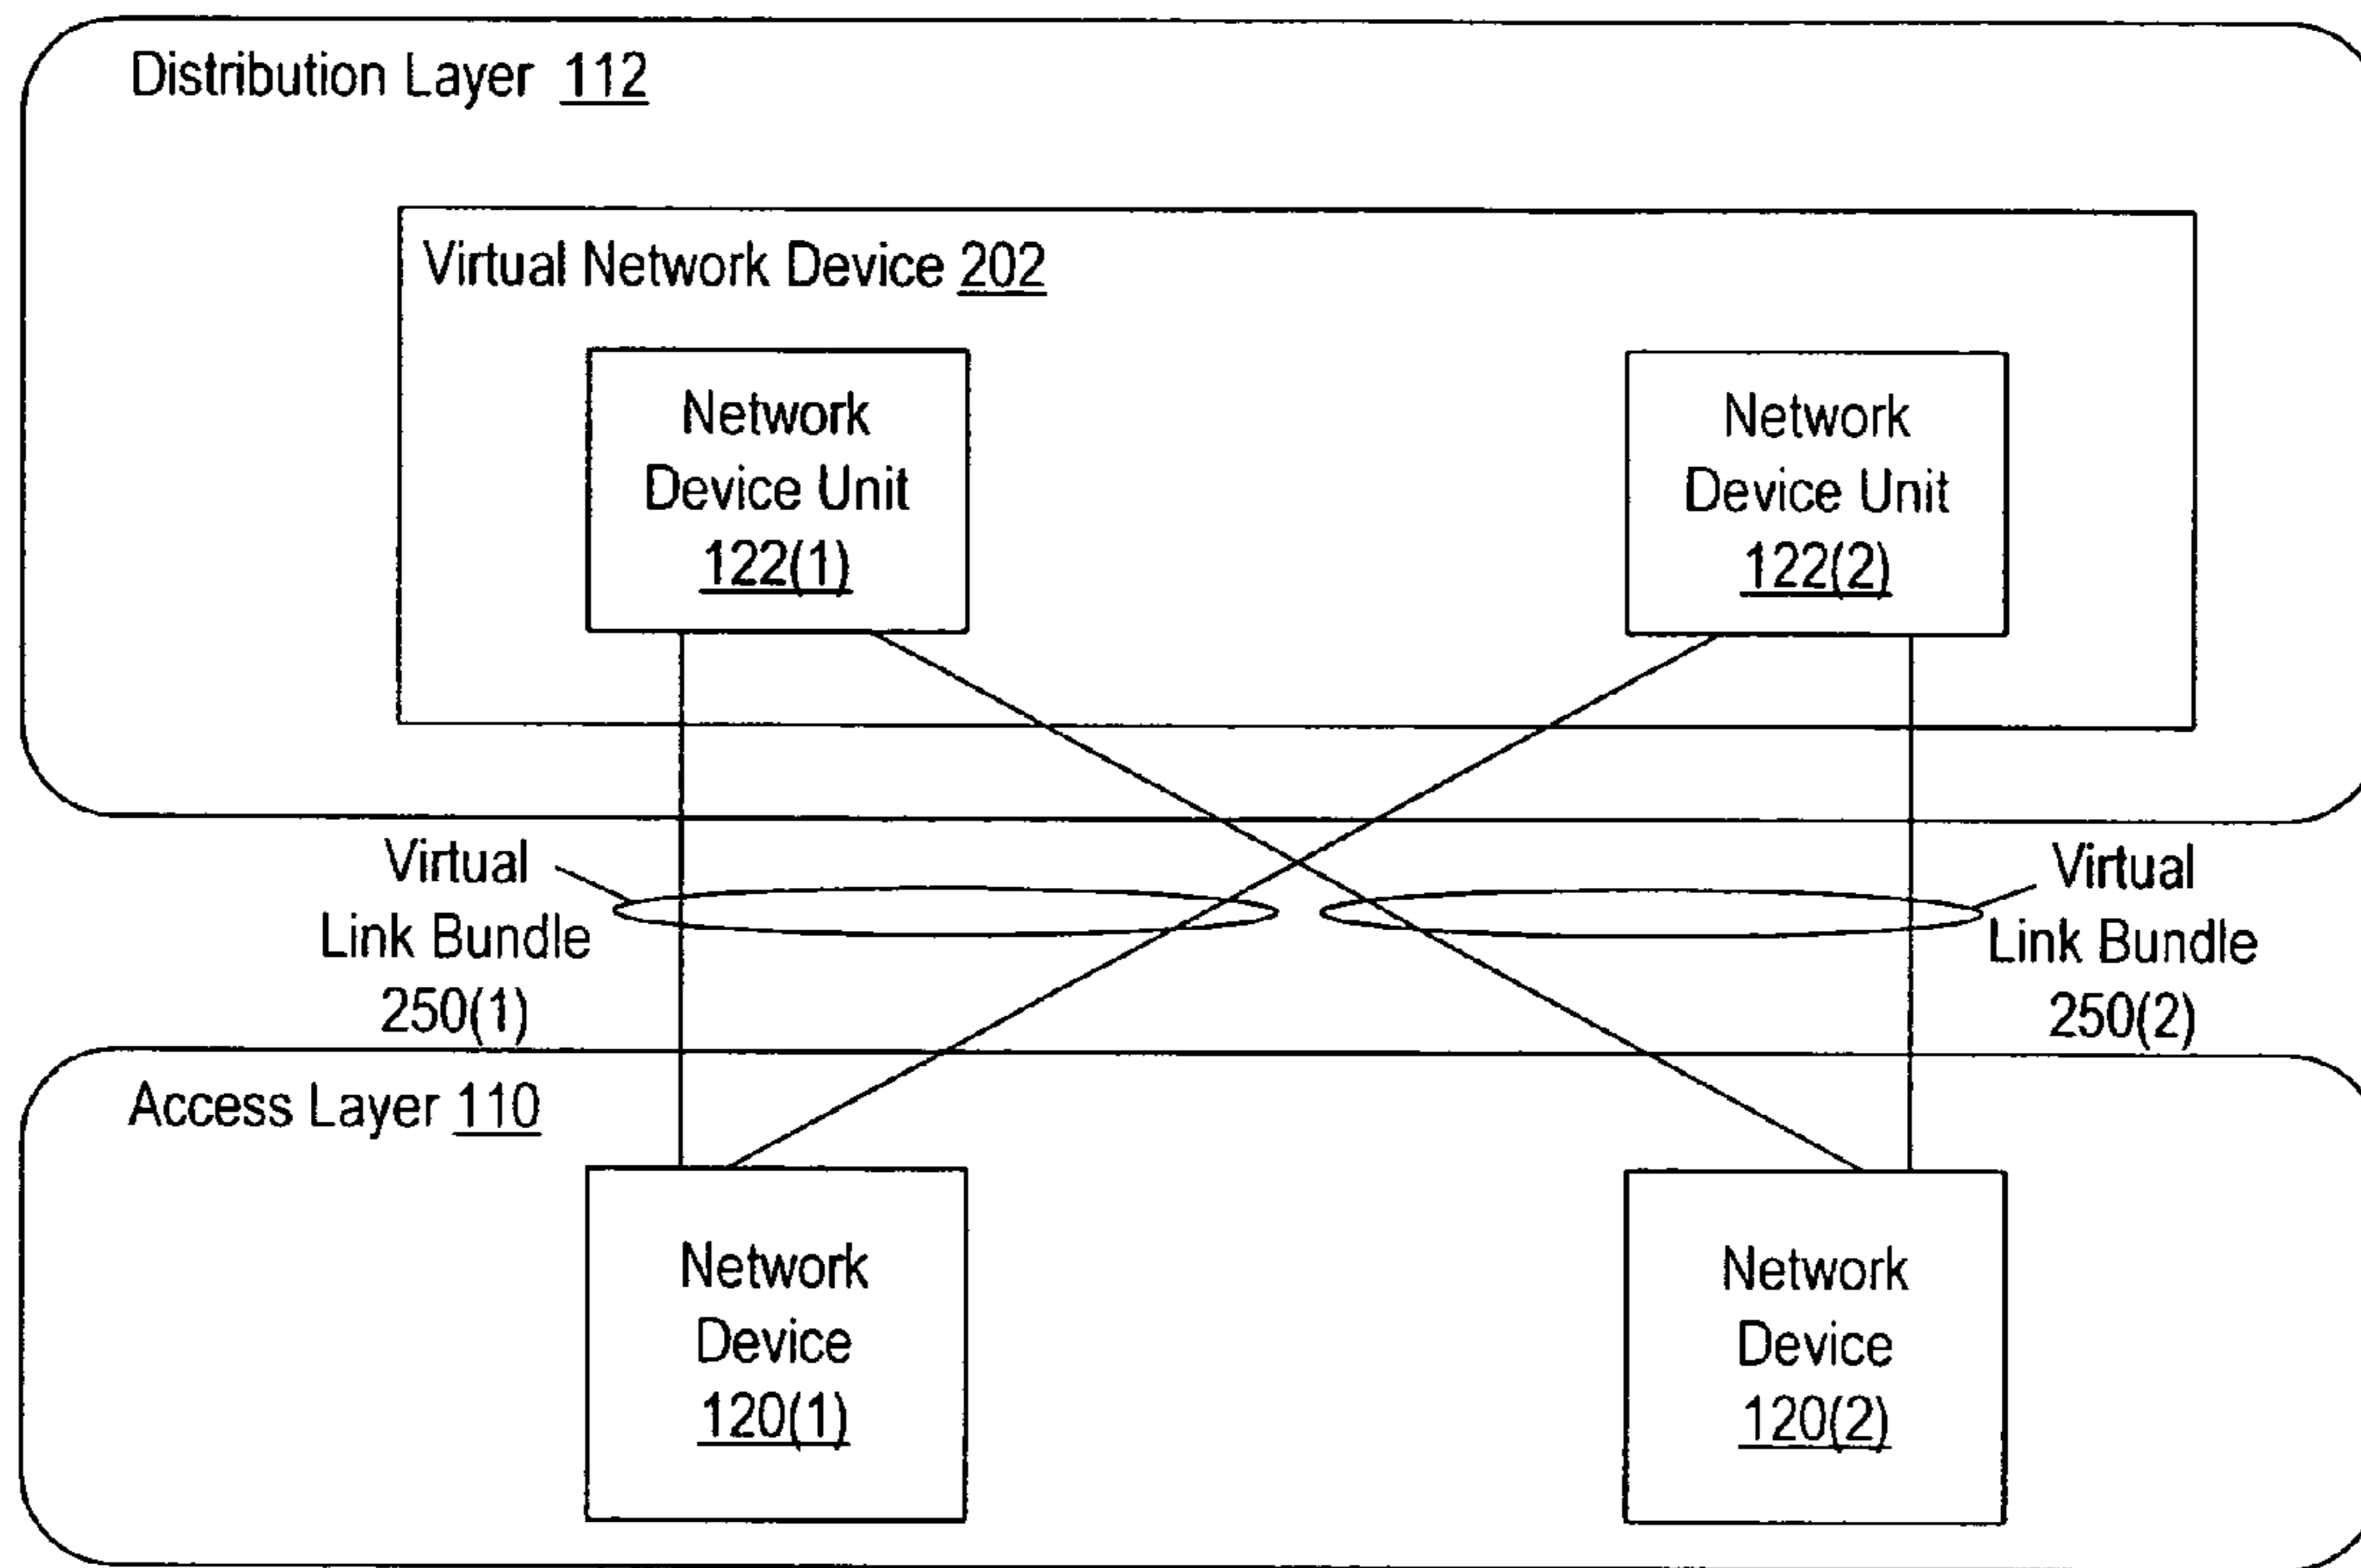 Distribution Layer 112
Virtual Network Device 202
Network
Device Unit
122(1)
Network
Device Unit
122(2)
Virtual
Link Bundle
250(1)
Virtual
Link Bundle
250(2)
Access Layer 110
Network
Device
120(1)
Network
Device
120(2)